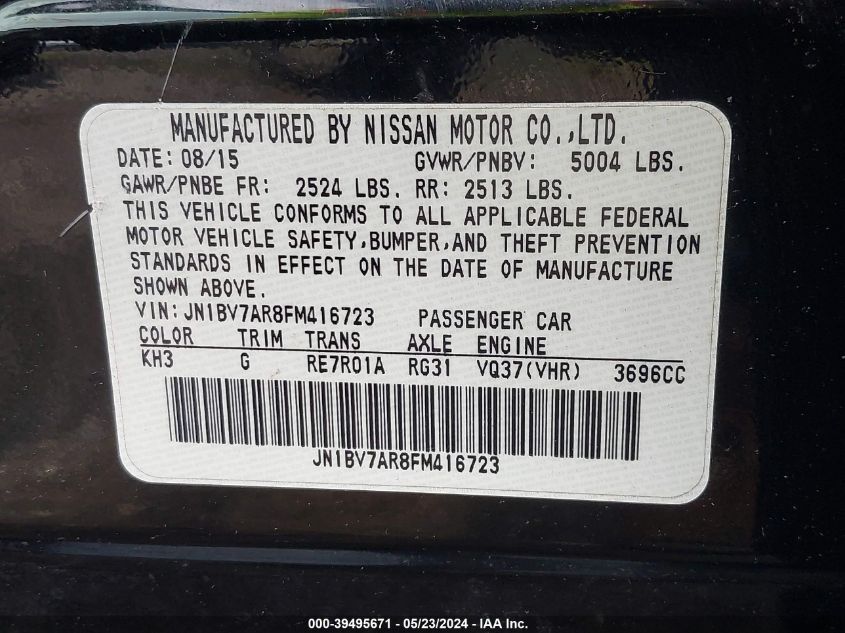 MANUFACTURED BY NISSAN MOTOR CO.,LTD.
DATE: 08/15 GVWR/PNBV: 5004 LBS.
GAWR/PNBE FR: 2524 LBS. RR: 2513 LBS.
THIS VEHICLE CONFORMS TO ALL APPLICABLE FEDERAL
MOTOR VEHICLE SAFETY,BUMPER,AND THEFT PREVENTION
STANDARDS IN EFFECT ON THE DATE OF MANUFACTURE
SHOWN ABOVE.
VIN:JN1BV7AR8FM416723 PASSENGER CAR
COLOR TRIM TRANS AXLE ENGINE
KH3 G RE7R01A RG31 VQ37(VHR) 3696CC
JN1BV7AR8FM416723
000-39495671 - 05/23/2024 - IAA Inc.